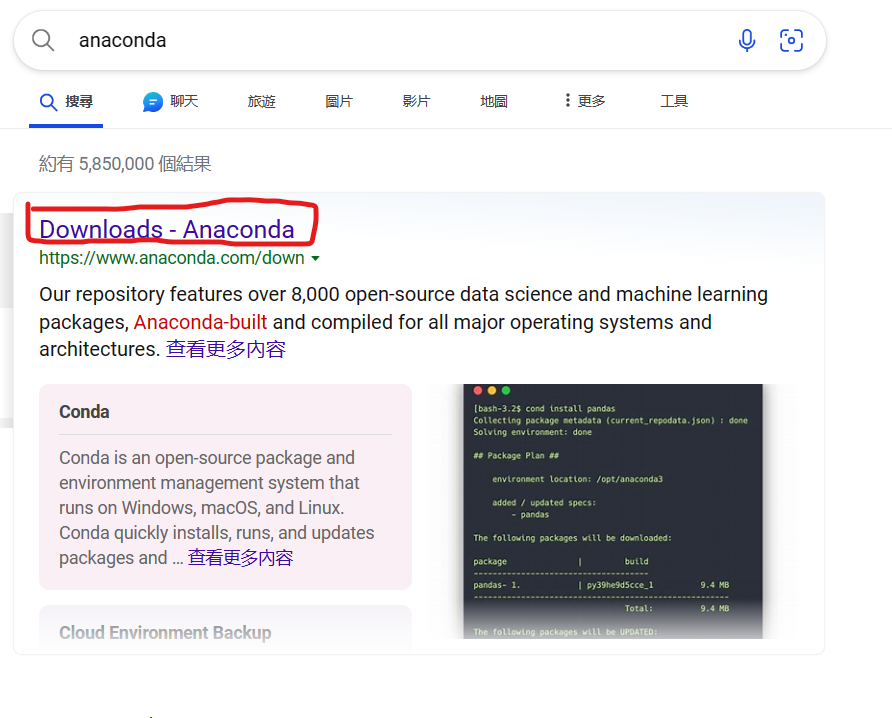 anaconda
搜尋 聊天 旅遊 圖片 影片 地圖 更多 工具
約有 5,850,000 個結果
Downloads - Anaconda
https://www.anaconda.com/down
Our repository features over 8,000 open-source data science and machine learning
packages, Anaconda-built and compiled for all major operating systems and
architectures. 查看更多內容
Conda
Conda is an open-source package and
environment management system that
runs on Windows, macOS, and Linux.
Conda quickly installs, runs, and updates
packages and ... 查看更多內容
Cloud Environment Backup
[bash-3.2$ cond install pandas
Collecting package metadata (current_repodata.json) : done
Solving environment: done
## Package Plan ##
environment location: /opt/anaconda3
added / updated specs:
- pandas
The following packages will be downloaded:
package | build
---------------------------|-----------------
pandas- 1. | py39he9d5cce_1 9.4 MB
------------------------------------------------------------
Total: 9.4 MB
The following packages will be UPDATED: